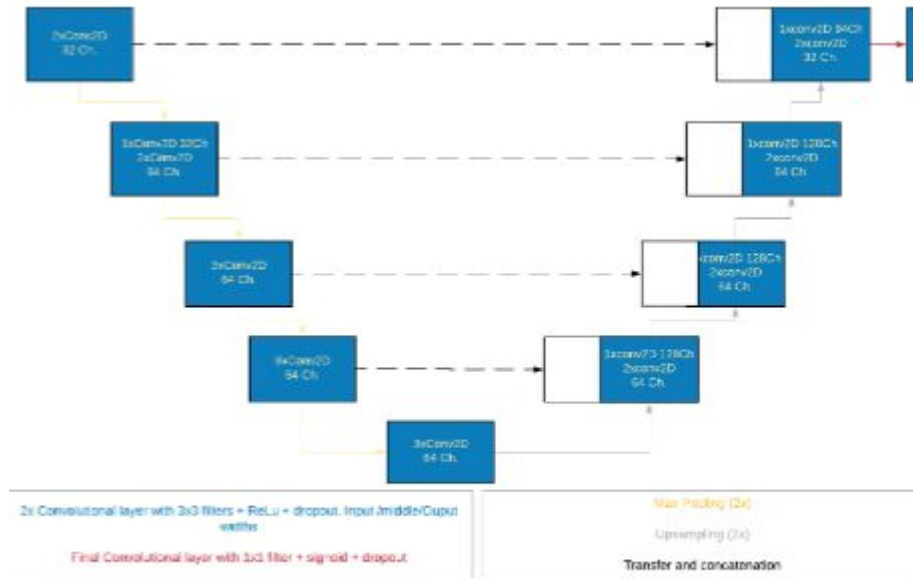 2xConv2D
32 Ch.
1xconv2D 64Ch
2xconv2D
32 Ch.
1xConv2D 32Ch
2xConv2D
64 Ch.
1xconv2D 128Ch
2xconv2D
64 Ch.
3xConv2D
64 Ch.
xconv2D 128Ch
2xconv2D
64 Ch.
Conv2D
64 Ch.
1xconv2D 128Ch
2xconv2D
64 Ch.
3xConv2D
64 Ch.
2x Convolutional layer with 3x3 filters + ReLu + dropout. Input /middle/Ouput
widths
Final Convolutional layer with 1x1 filter + sigmoid + dropout
Max Pooling (2x)
Upsampling (2x)
Transfer and concatenation